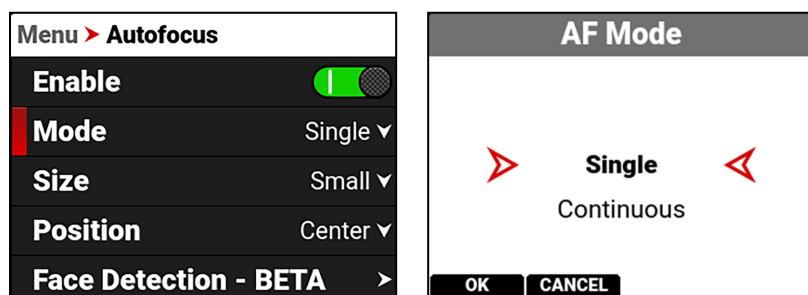 Menu > Autofocus
Enable
Mode Single
Size Small
Position Center
Face Detection - BETA
AF Mode
Single
Continuous
OK CANCEL